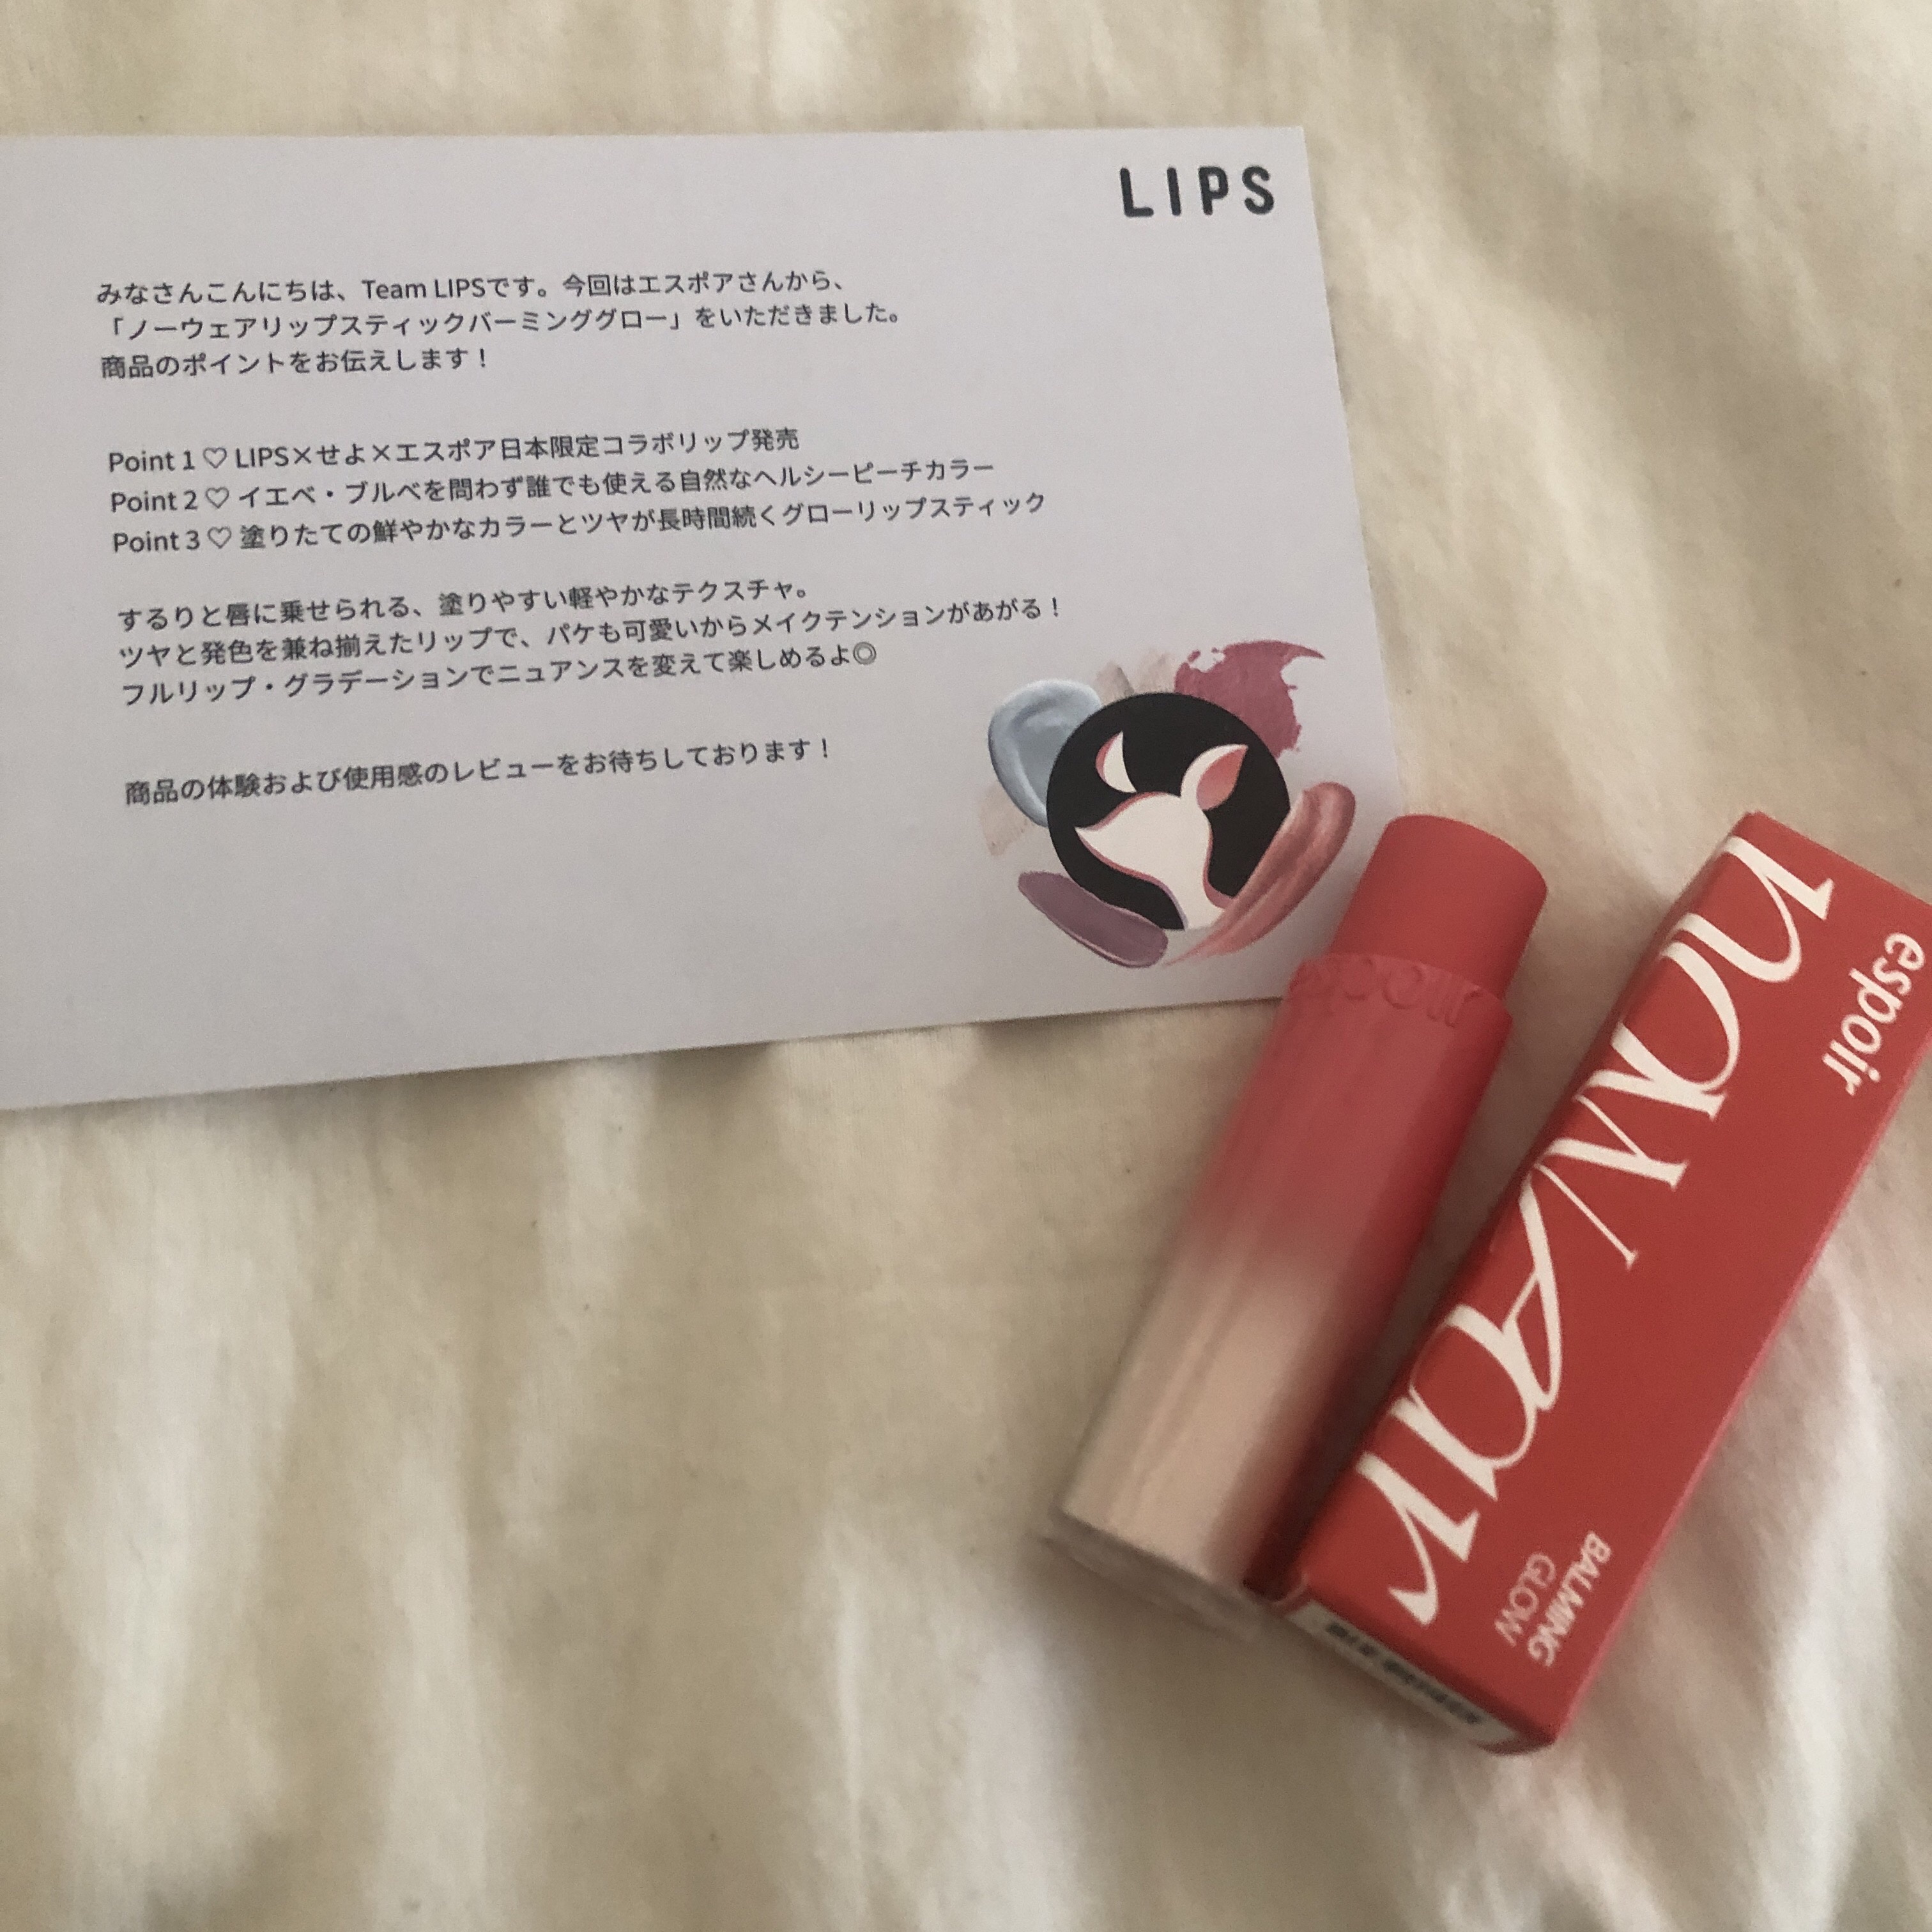 LIPS
みなさんこんにちは、Team LIPSです。今回はエスポアさんから、
「ノーウェアリップスティックバーミンググロー」をいただきました。
商品のポイントをお伝えします！
Point 1 ♡ LIPS×せよ×エスポア日本限定コラボリップ発売
Point 2 ♡ イエベ・ブルベを問わず誰でも使える自然なヘルシーピーチカラー
Point 3 ♡ 塗りたての鮮やかなカラーとツヤが長時間続くグローリップスティック
するりと唇に乗せられる、塗りやすい軽やかなテクスチャ。
ツヤと発色を兼ね揃えたリップで、パケも可愛いからメイクテンションがあがる！
フルリップ・グラデーションでニュアンスを変えて楽しめるよ◎
商品の体験および使用感のレビューをお待ちしております！
espoir
espoir
noweAr
BALMING
GLOW